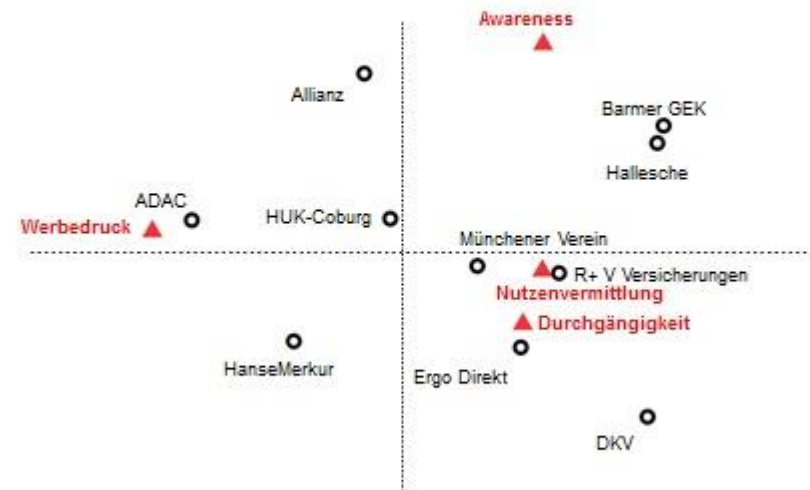 Awareness
Allianz
Barmer GEK
Hallesche
ADAC
Werbedruck
HUK-Coburg
Münchener Verein
R+ V Versicherungen
Nutzenvermittlung
Durchgängigkeit
HanseMerkur
Ergo Direkt
DKV